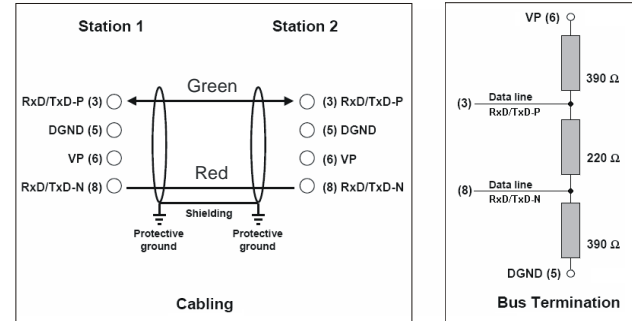 Station 1
Station 2
RxD/TxD-P (3)
Green
(3) RxD/TxD-P
DGND (5)
(5) DGND
VP (6)
(6) VP
RxD/TxD-N (8)
Red
(8) RxD/TxD-N
Shielding
Protective
ground
Protective
ground
Cabling
VP (6)
390 Ω
(3)
Data line
RxD/TxD-P
220 Ω
(8)
Data line
RxD/TxD-N
390 Ω
DGND (5)
Bus Termination